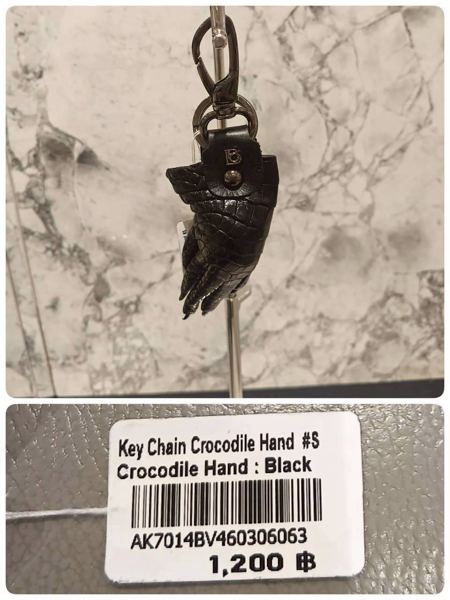 B
Key Chain Crocodile Hand #S
Crocodile Hand : Black
AK7014BV460306063
1,200 ฿